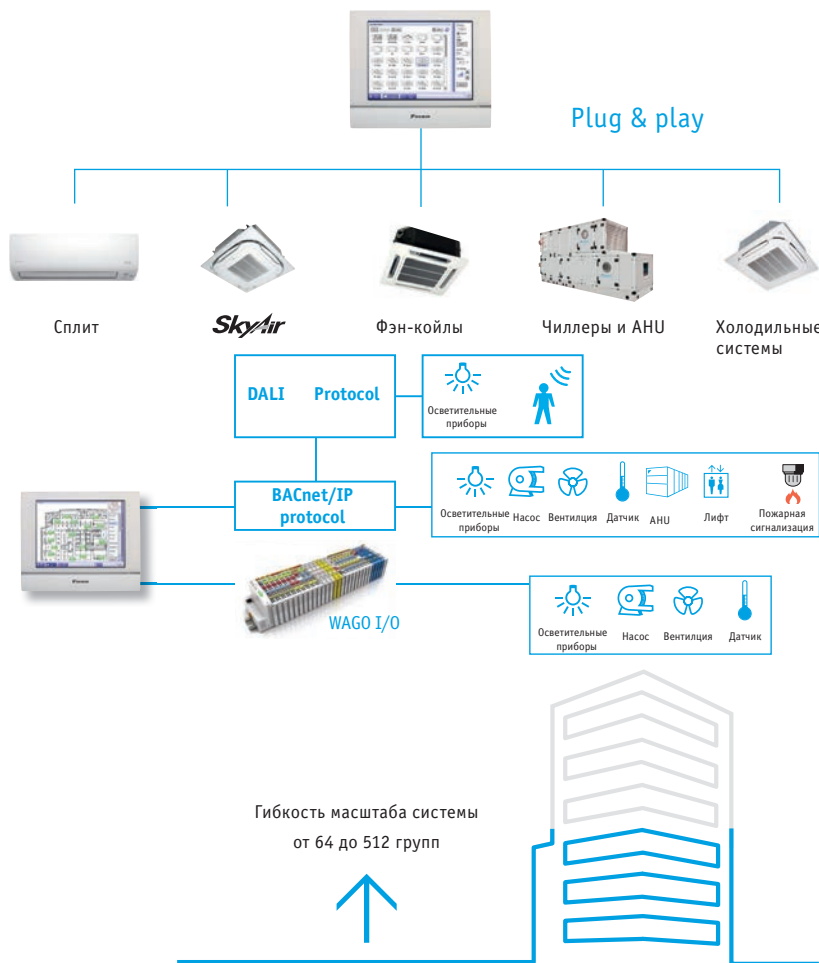 DAIKIN
Plug & play
Сплит
SkyAir
Фэн-койлы
Чиллеры и AHU
Холодильные
системы
DALI Protocol
Осветительные
приборы
BACnet/IP
protocol
Осветительные
приборы
Насос
Вентилция
Датчик
AHU
Лифт
Пожарная
сигнализация
DAIKIN
WAGO I/O
Осветительные
приборы
Насос
Вентилция
Датчик
Гибкость масштаба системы
от 64 до 512 групп